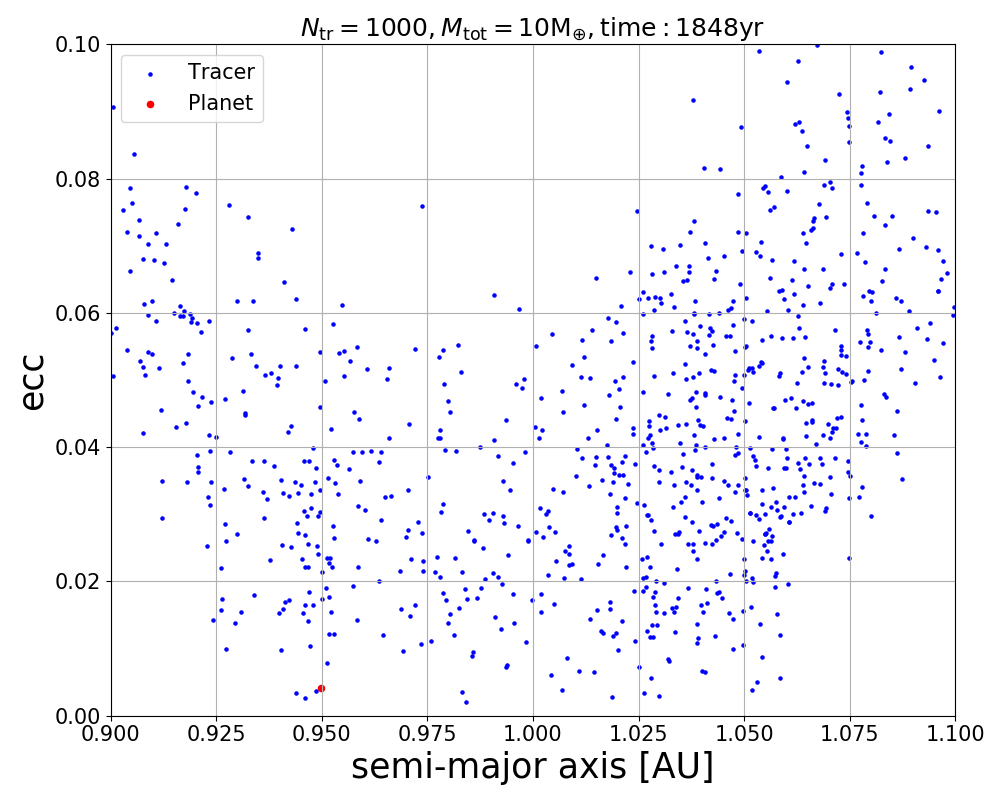 N_tr = 1000, M_tot = 10M_⊕, time : 1848yr
Tracer
Planet
0.10
0.08
0.06
0.04
0.02
0.00
ecc
0.900 0.925 0.950 0.975 1.000 1.025 1.050 1.075 1.100
semi-major axis [AU]